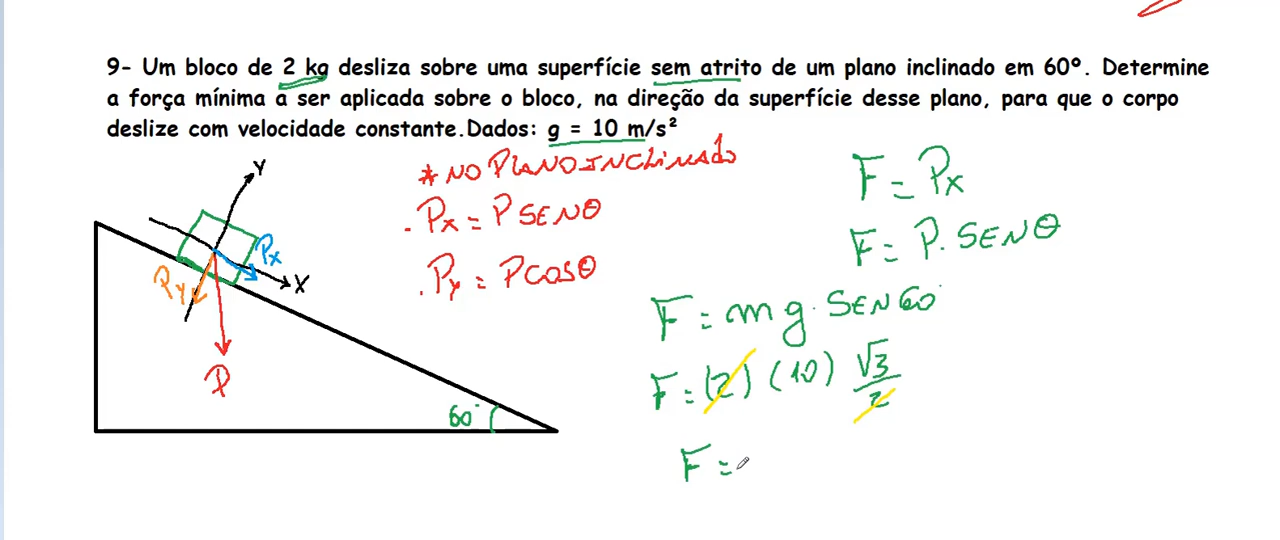 9- Um bloco de 2 kg desliza sobre uma superfície sem atrito de um plano inclinado em 60º. Determine
a força mínima a ser aplicada sobre o bloco, na direção da superfície desse plano, para que o corpo
deslize com velocidade constante.Dados: g = 10 m/s²
* NO PLANO INCLINADO
. Px = P SENθ
. Py = P COSθ
Y
X
Px
Py
P
60°
F = Px
F = P. SEN θ
F = m g. SEN 60°
F = (2) (10) √3/2
F =